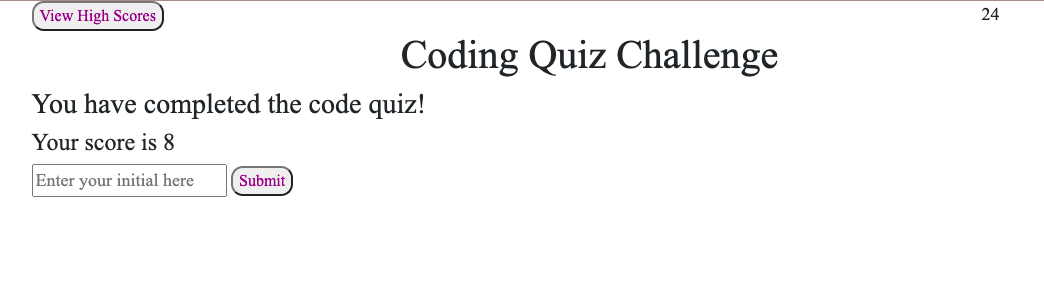 View High Scores
24
Coding Quiz Challenge
You have completed the code quiz!
Your score is 8
Enter your initial here
Submit